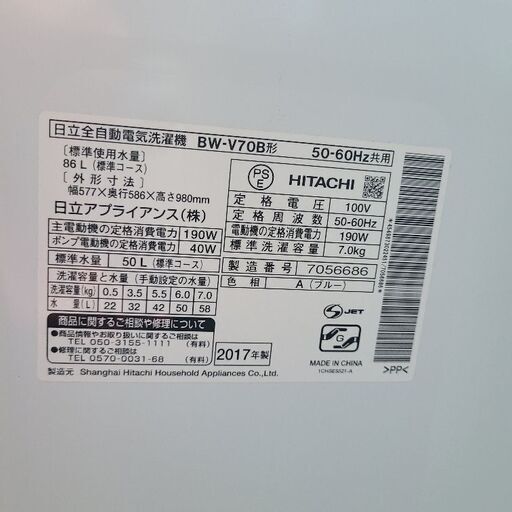 日立全自動電気洗濯機 BW-V70B形 50-60Hz共用
〔標準使用水量〕
86L(標準コース)
〔外形寸法〕
幅577×奥行586×高さ980mm
日立アプライアンス(株)
主電動機の定格消費電力 190W
ポンプ電動機の定格消費電力 40W
標準水量 50L(標準コース)
洗濯容量と水量(手動設定の水量)
洗濯容量(kg) 0.5 3.5 5.5 6.0 7.0
水量(L) 22 32 42 50 58
商品に関するご相談や修理について
●商品情報やお取り扱いに関するご相談など
TEL 050-3155-1111 (有料)
●修理に関するご相談など
TEL 0570-0031-68 (有料)
製造元 Shanghai Hitachi Household Appliances Co.,Ltd.
PSE
HITACHI
定格電圧 100V
定格周波数 50-60Hz
電動機の定格消費電力 190W
標準洗濯容量 7.0kg
製造番号 7056686
色相 A(ブルー)
2017年製
S-JET
G
MADE IN CHINA
1CHSE5521-A
>PP<